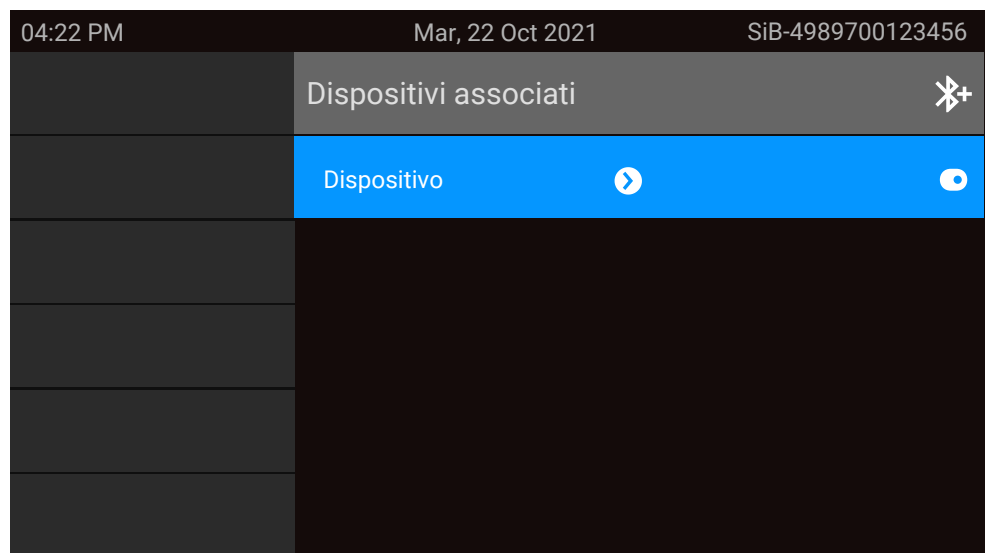 04:22 PM Mar, 22 Oct 2021 SiB-4989700123456
Dispositivi associati
Dispositivo